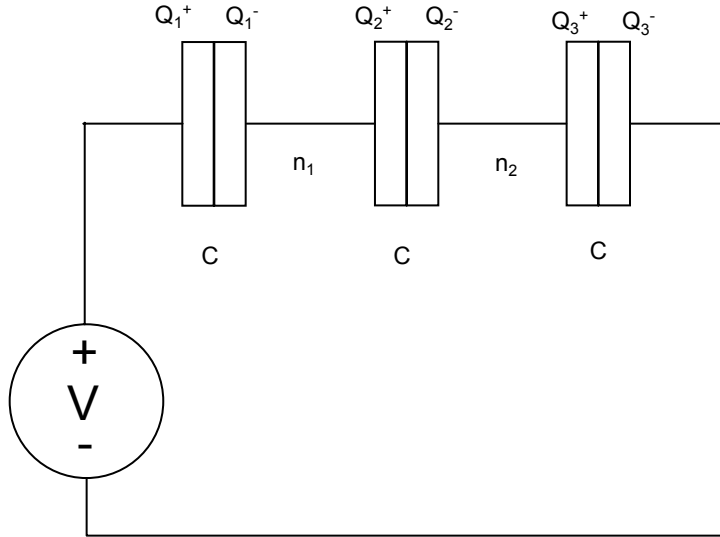 Q₁⁺ Q₁⁻ Q₂⁺ Q₂⁻ Q₃⁺ Q₃⁻
n₁ n₂
C C C
+
V
-